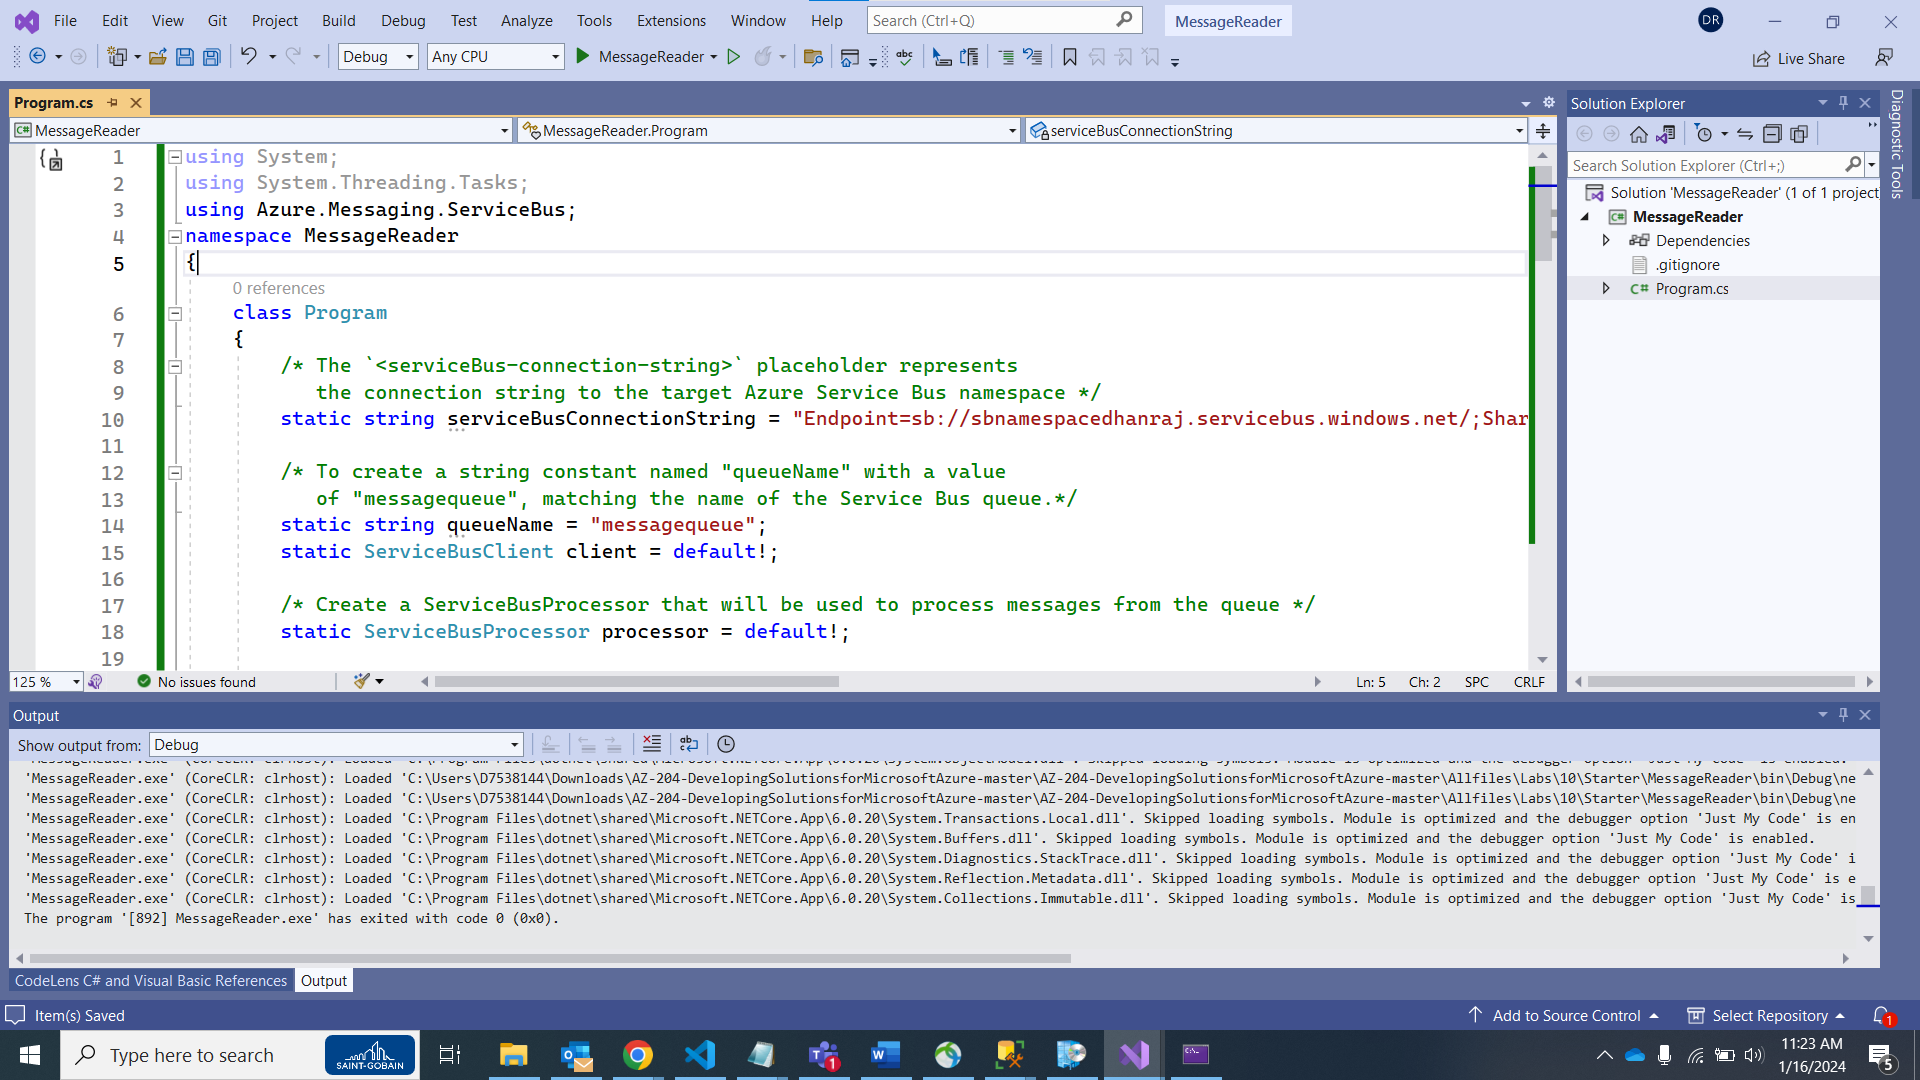 File Edit View Git Project Build Debug Test Analyze Tools Extensions Window Help Search (Ctrl+Q) MessageReader DR
Debug Any CPU MessageReader Live Share
Program.cs
MessageReader MessageReader.Program serviceBusConnectionString
1 using System;
2 using System.Threading.Tasks;
3 using Azure.Messaging.ServiceBus;
4 namespace MessageReader
5 {
0 references
6 class Program
7 {
8 /* The `<serviceBus-connection-string>` placeholder represents
9 the connection string to the target Azure Service Bus namespace */
10 static string serviceBusConnectionString = "Endpoint=sb://sbnamespacedhanraj.servicebus.windows.net/;Shar
11
12 /* To create a string constant named "queueName" with a value
13 of "messagequeue", matching the name of the Service Bus queue.*/
14 static string queueName = "messagequeue";
15 static ServiceBusClient client = default!;
16
17 /* Create a ServiceBusProcessor that will be used to process messages from the queue */
18 static ServiceBusProcessor processor = default!;
19
125 % No issues found Ln: 5 Ch: 2 SPC CRLF
Solution Explorer
Search Solution Explorer (Ctrl+;)
Solution 'MessageReader' (1 of 1 project
MessageReader
Dependencies
.gitignore
Program.cs
Diagnostic Tools
Output
Show output from: Debug
'MessageReader.exe' (CoreCLR: clrhost): Loaded 'C:\Users\D7538144\Downloads\AZ-204-DevelopingSolutionsforMicrosoftAzure-master\AZ-204-DevelopingSolutionsforMicrosoftAzure-master\Allfiles\Labs\10\Starter\MessageReader\bin\Debug\ne
'MessageReader.exe' (CoreCLR: clrhost): Loaded 'C:\Users\D7538144\Downloads\AZ-204-DevelopingSolutionsforMicrosoftAzure-master\AZ-204-DevelopingSolutionsforMicrosoftAzure-master\Allfiles\Labs\10\Starter\MessageReader\bin\Debug\ne
'MessageReader.exe' (CoreCLR: clrhost): Loaded 'C:\Program Files\dotnet\shared\Microsoft.NETCore.App\6.0.20\System.Transactions.Local.dll'. Skipped loading symbols. Module is optimized and the debugger option 'Just My Code' is en
'MessageReader.exe' (CoreCLR: clrhost): Loaded 'C:\Program Files\dotnet\shared\Microsoft.NETCore.App\6.0.20\System.Buffers.dll'. Skipped loading symbols. Module is optimized and the debugger option 'Just My Code' is enabled.
'MessageReader.exe' (CoreCLR: clrhost): Loaded 'C:\Program Files\dotnet\shared\Microsoft.NETCore.App\6.0.20\System.Diagnostics.StackTrace.dll'. Skipped loading symbols. Module is optimized and the debugger option 'Just My Code' i
'MessageReader.exe' (CoreCLR: clrhost): Loaded 'C:\Program Files\dotnet\shared\Microsoft.NETCore.App\6.0.20\System.Reflection.Metadata.dll'. Skipped loading symbols. Module is optimized and the debugger option 'Just My Code' is e
'MessageReader.exe' (CoreCLR: clrhost): Loaded 'C:\Program Files\dotnet\shared\Microsoft.NETCore.App\6.0.20\System.Collections.Immutable.dll'. Skipped loading symbols. Module is optimized and the debugger option 'Just My Code' is
The program '[892] MessageReader.exe' has exited with code 0 (0x0).
CodeLens C# and Visual Basic References Output
Item(s) Saved Add to Source Control Select Repository 1
Type here to search SAINT-GOBAIN 1 11:23 AM
1/16/2024 5